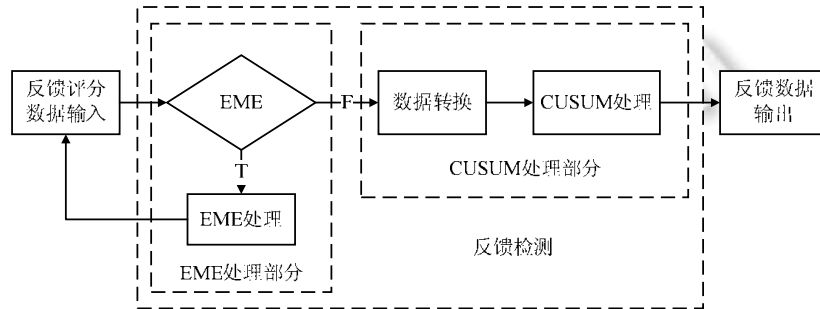 反馈评分
数据输入
EME
T
EME处理
EME处理部分
F
数据转换
CUSUM处理
CUSUM处理部分
反馈检测
反馈数据
输出